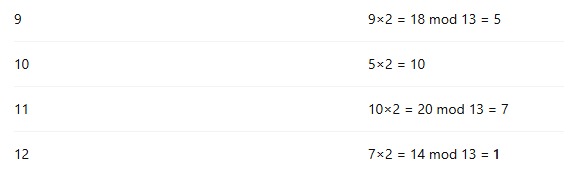 9 9×2 = 18 mod 13 = 5
10 5×2 = 10
11 10×2 = 20 mod 13 = 7
12 7×2 = 14 mod 13 = 1